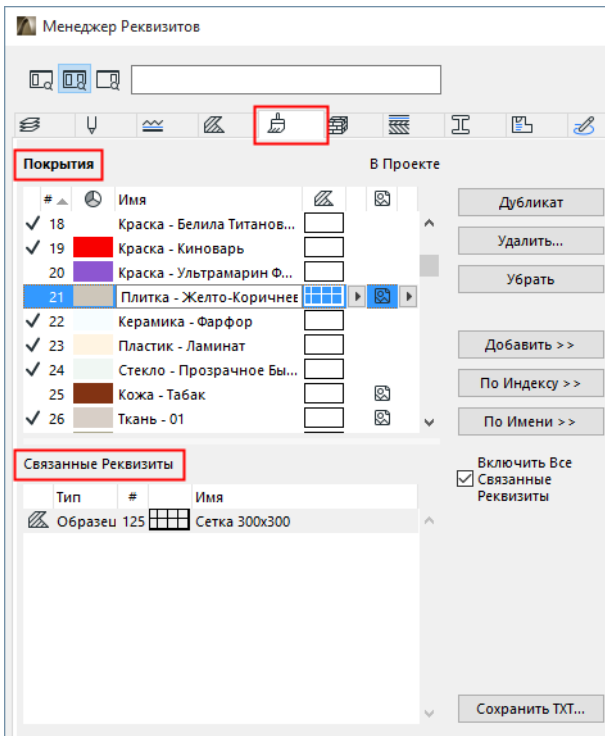 Менеджер Реквизитов
Покрытия В Проекте
# Имя
18 Краска - Белила Титанов...
19 Краска - Киноварь
20 Краска - Ультрамарин Ф...
21 Плитка - Желто-Коричнев
22 Керамика - Фарфор
23 Пластик - Ламинат
24 Стекло - Прозрачное Бы...
25 Кожа - Табак
26 Ткань - 01
Дубликат
Удалить...
Убрать
Добавить >>
По Индексу >>
По Имени >>
Включить Все
Связанные
Реквизиты
Связанные Реквизиты
Тип # Имя
Образец 125 Сетка 300x300
Сохранить TXT...